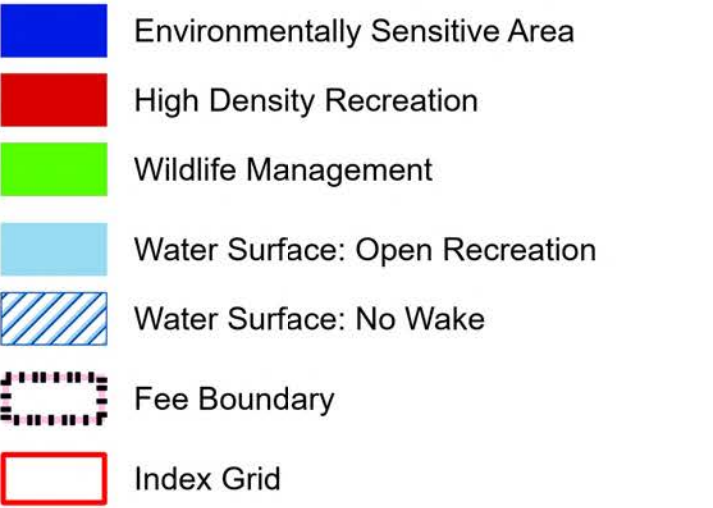 Environmentally Sensitive Area
High Density Recreation
Wildlife Management
Water Surface: Open Recreation
Water Surface: No Wake
Fee Boundary
Index Grid